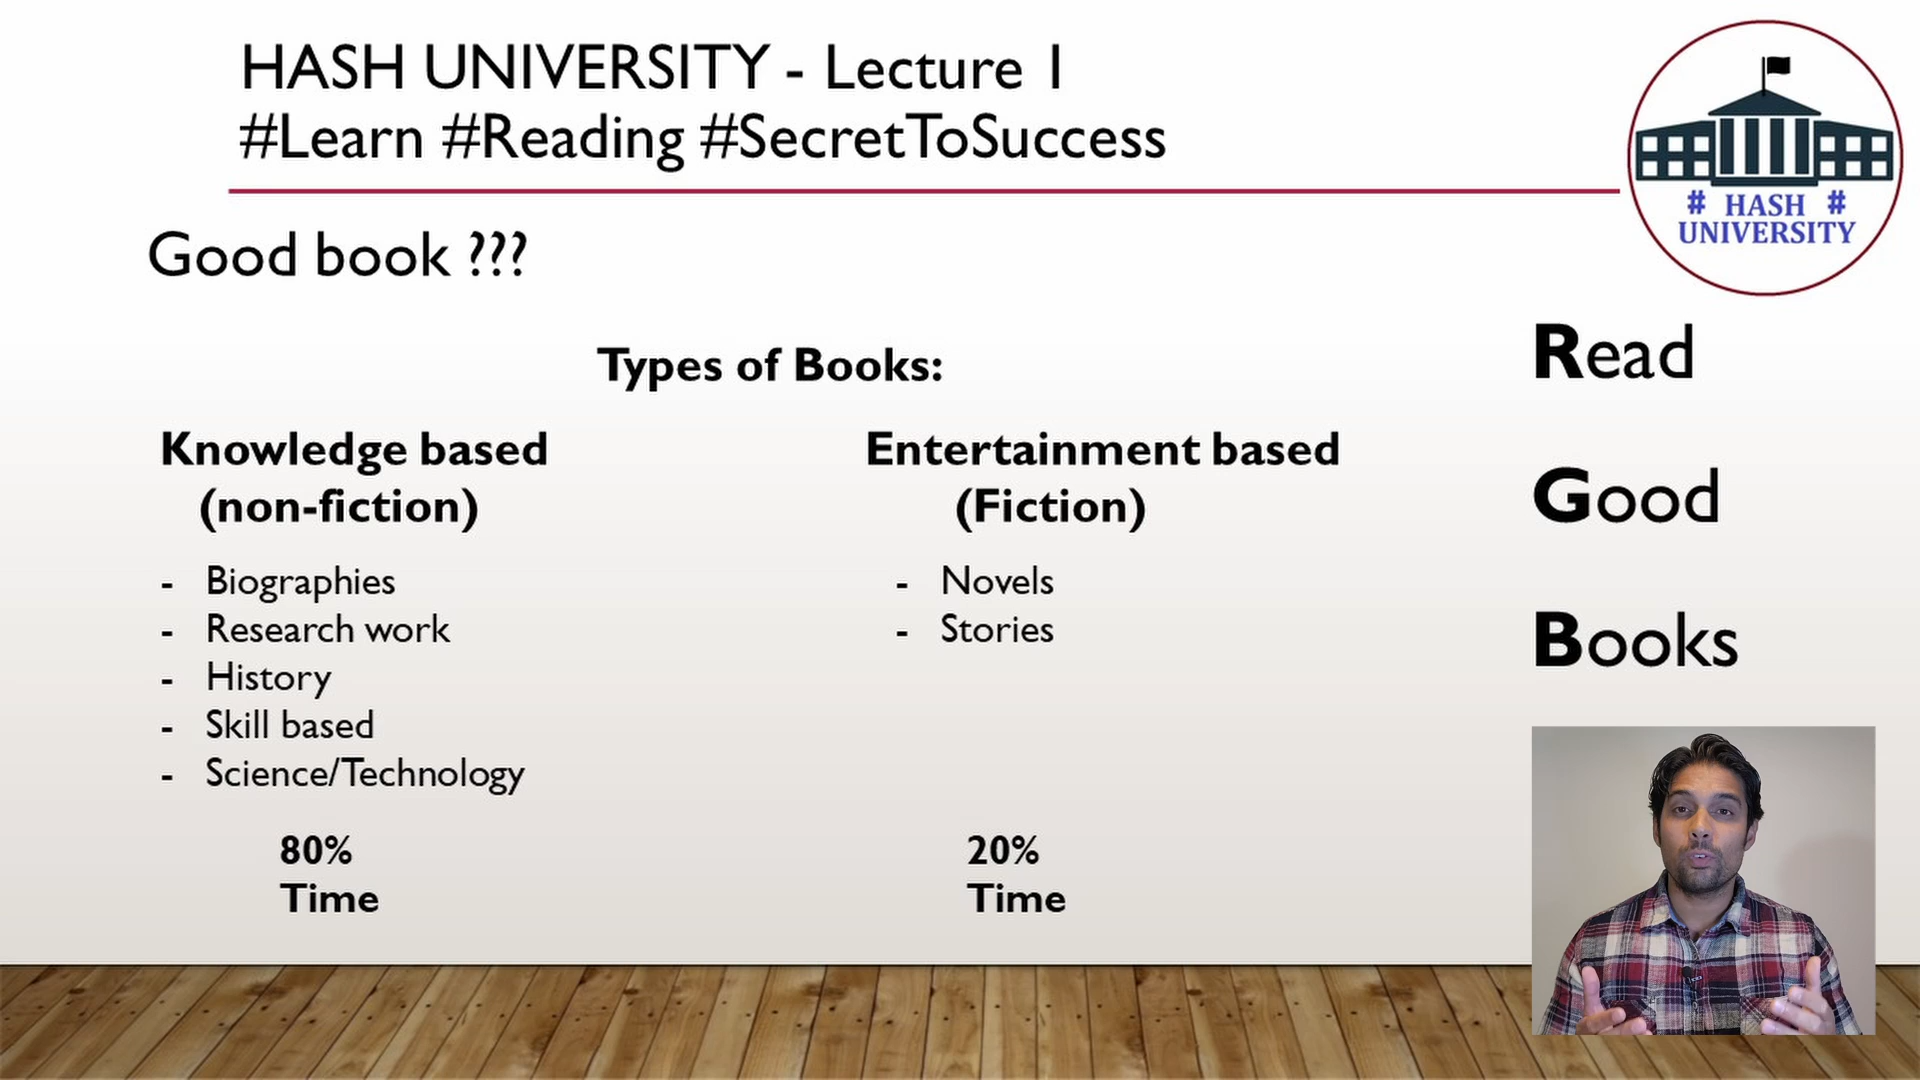 HASH UNIVERSITY - Lecture 1
#Learn #Reading #SecretToSuccess
# HASH #
UNIVERSITY
Good book ???
Types of Books:
Knowledge based
(non-fiction)
- Biographies
- Research work
- History
- Skill based
- Science/Technology
80%
Time
Entertainment based
(Fiction)
- Novels
- Stories
20%
Time
Read
Good
Books